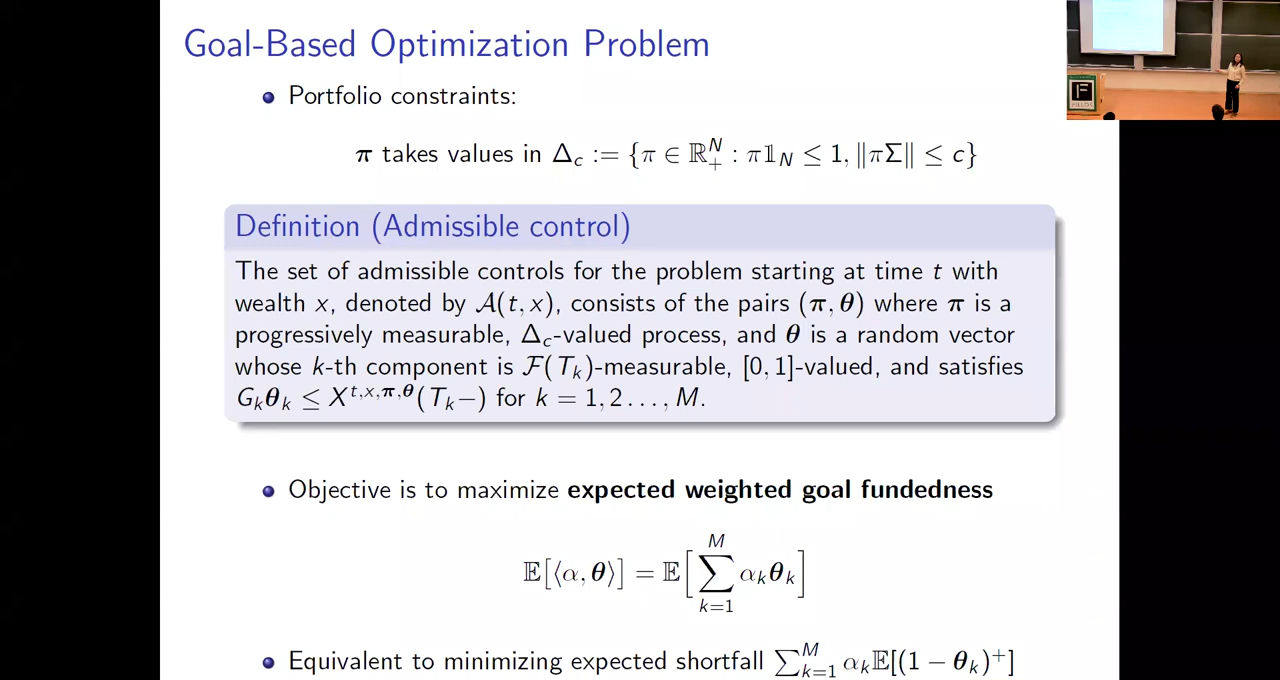 Goal-Based Optimization Problem
Portfolio constraints:
π takes values in Δ_c := {π ∈ ℝ₊ᴺ : π𝟙_N ≤ 1, ‖πΣ‖ ≤ c}
Definition (Admissible control)
The set of admissible controls for the problem starting at time t with
wealth x, denoted by 𝒜(t, x), consists of the pairs (π, θ) where π is a
progressively measurable, Δ_c-valued process, and θ is a random vector
whose k-th component is ℱ(T_k)-measurable, [0, 1]-valued, and satisfies
G_kθ_k ≤ X^{t,x,π,θ}(T_k−) for k = 1, 2 . . . , M.
Objective is to maximize expected weighted goal fundedness
𝔼[⟨α, θ⟩] = 𝔼[∑_{k=1}^{M} α_kθ_k]
Equivalent to minimizing expected shortfall ∑_{k=1}^{M} α_k𝔼[(1 − θ_k)⁺]
F
FIELDS